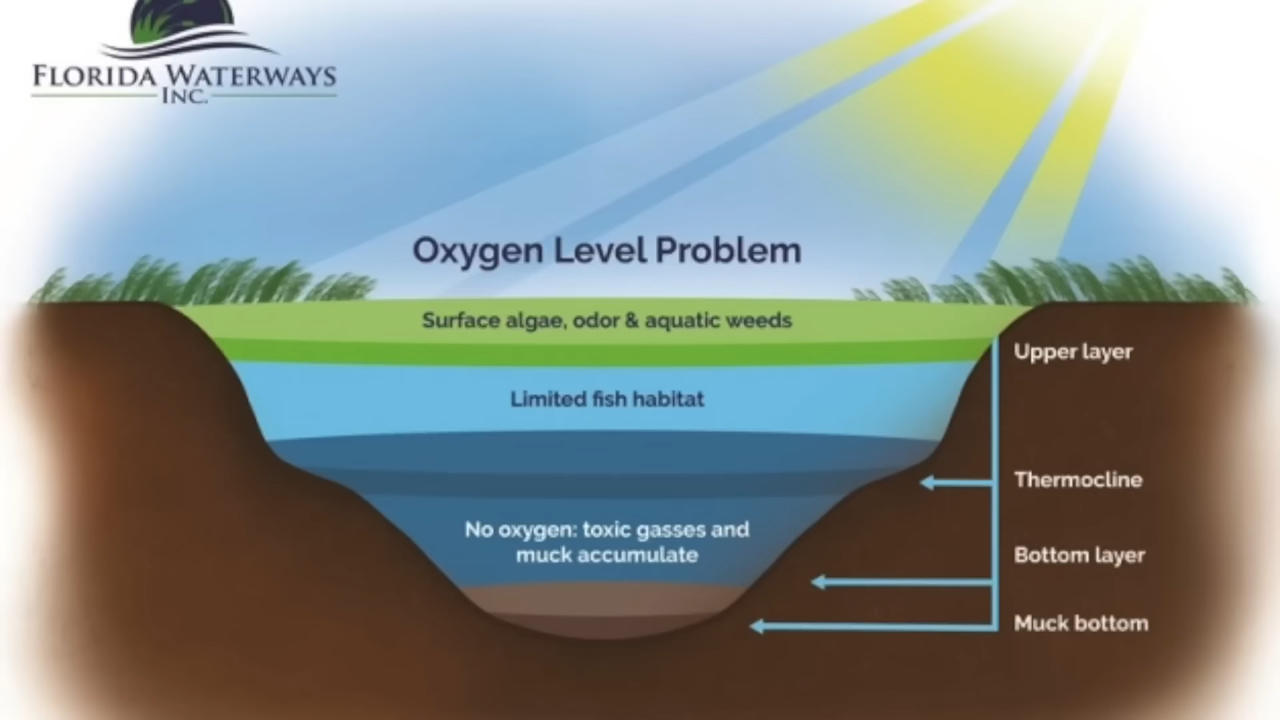 FLORIDA WATERWAYS
INC.
Oxygen Level Problem
Surface algae, odor & aquatic weeds
Upper layer
Limited fish habitat
Thermocline
No oxygen: toxic gasses and
muck accumulate
Bottom layer
Muck bottom